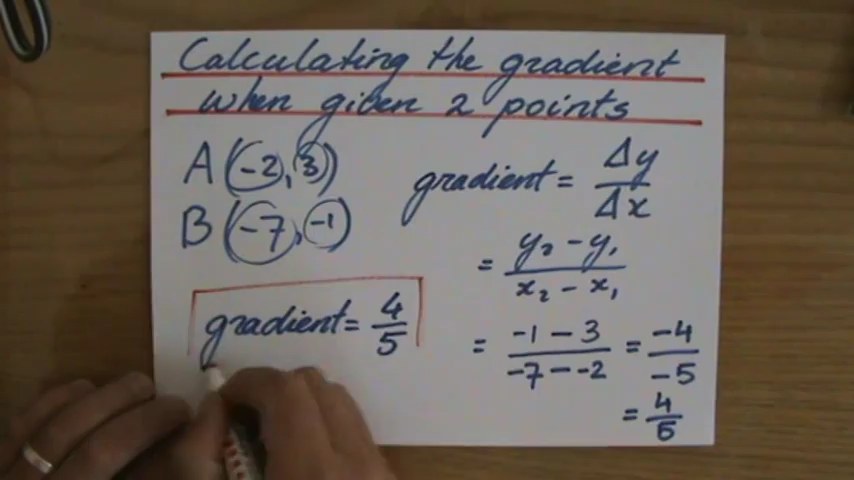 Calculating the gradient
when given 2 points
A(-2, 3)
B(-7, -1)
gradient = Δy/Δx
= y₂ - y₁/x₂ - x₁
= -1 - 3/-7 - -2 = -4/-5
= 4/5
gradient = 4/5